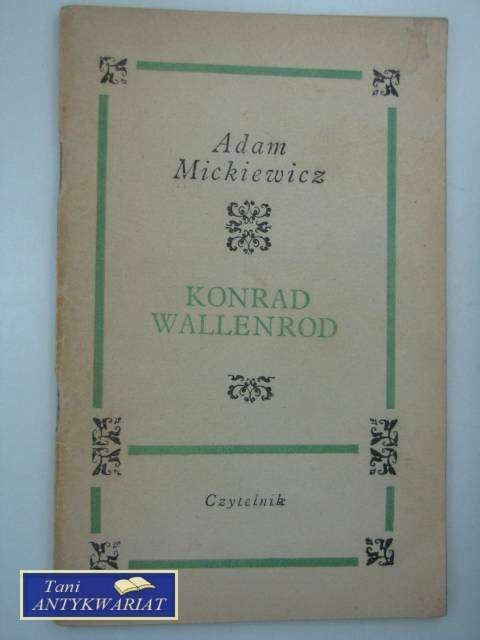 Adam
Mickiewicz
KONRAD
WALLENROD
Czytelnik
Tani
ANTYKWARIAT